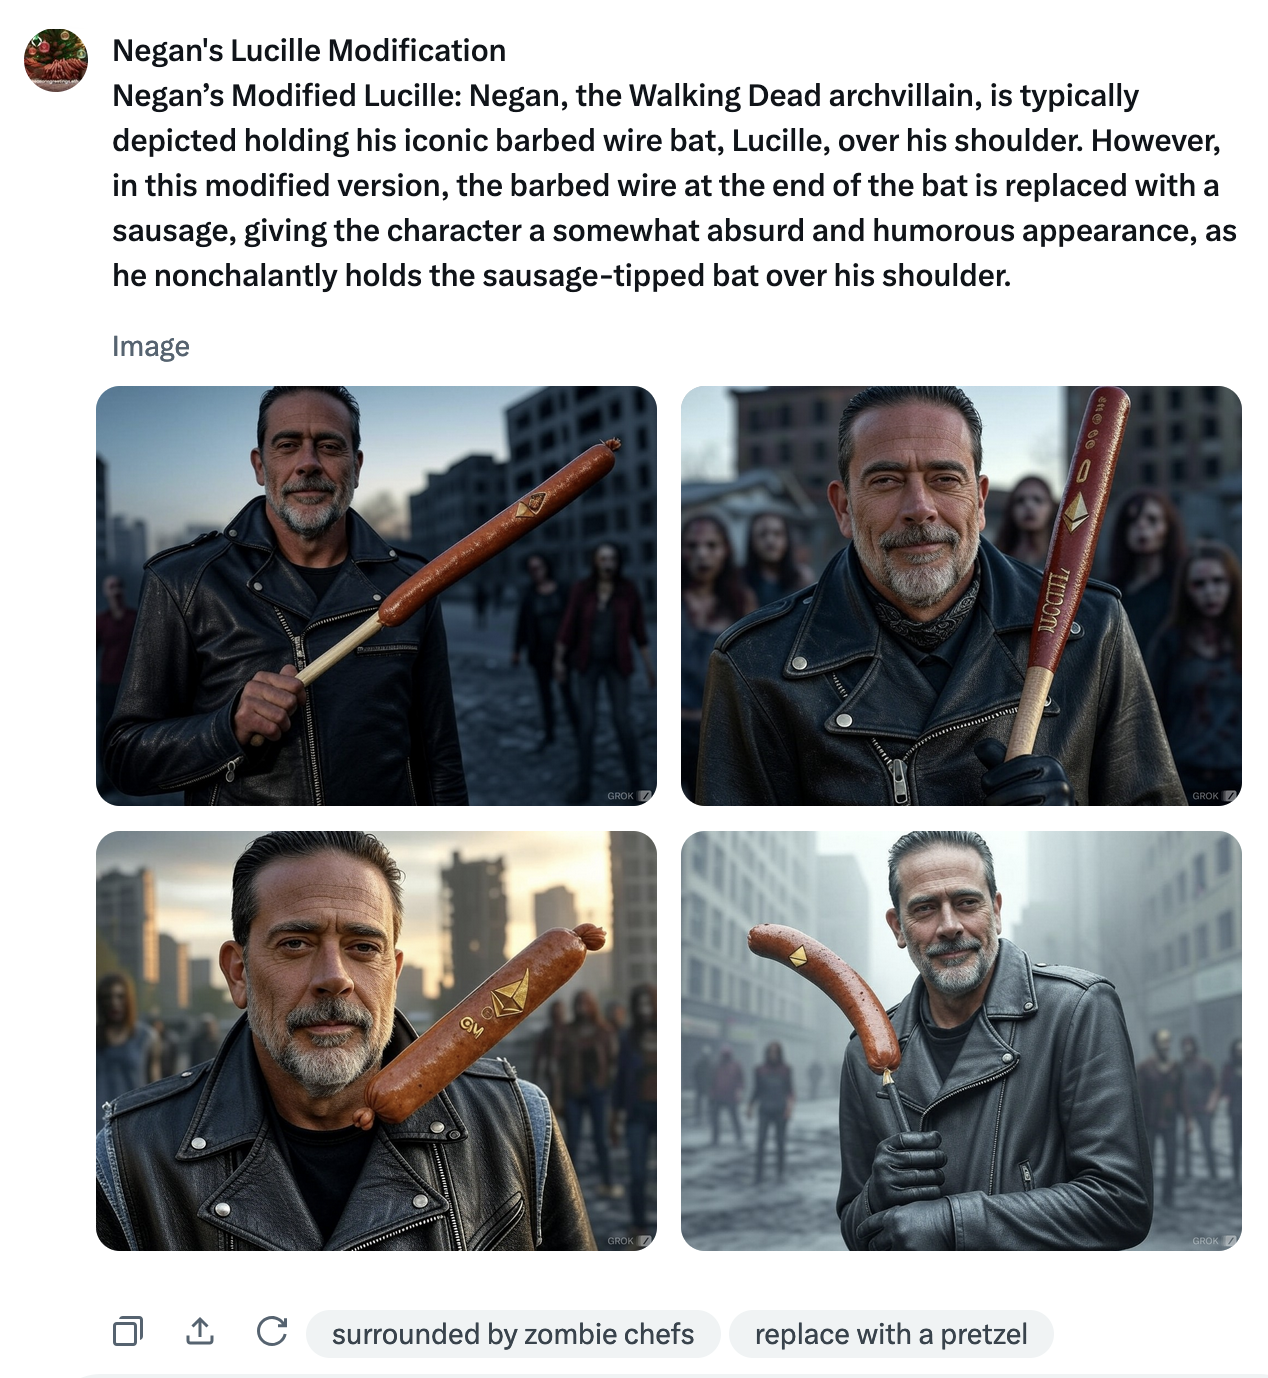 Negan's Lucille Modification
Negan’s Modified Lucille: Negan, the Walking Dead archvillain, is typically
depicted holding his iconic barbed wire bat, Lucille, over his shoulder. However,
in this modified version, the barbed wire at the end of the bat is replaced with a
sausage, giving the character a somewhat absurd and humorous appearance, as
he nonchalantly holds the sausage-tipped bat over his shoulder.
Image
GROK
GROK
GROK
GROK
surrounded by zombie chefs
replace with a pretzel